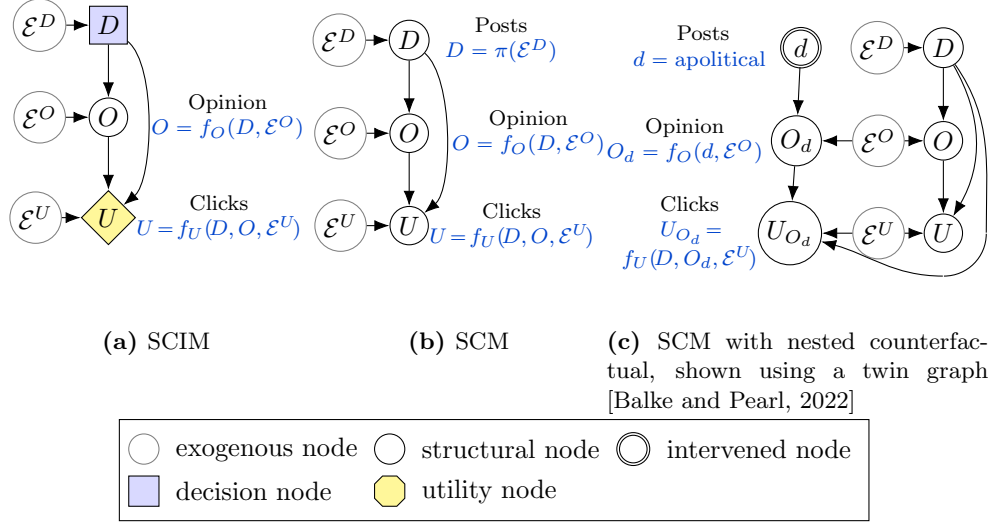 ℰ^D D
O
ℰ^O
Opinion
O = f_O(D, ℰ^O)
ℰ^U U
Clicks
U = f_U(D, O, ℰ^U)
(a) SCIM
ℰ^D D
Posts
D = π(ℰ^D)
ℰ^O O
Opinion
O = f_O(D, ℰ^O)
ℰ^U U
Clicks
U = f_U(D, O, ℰ^U)
(b) SCM
Posts
d = apolitical
d ℰ^D D
Opinion
O_d = f_O(d, ℰ^O)
O_d ℰ^O O
Clicks
U_{O_d} =
f_U(D, O_d, ℰ^U)
U_{O_d} ℰ^U U
(c) SCM with nested counterfac-
tual, shown using a twin graph
[Balke and Pearl, 2022]
exogenous node structural node intervened node
decision node utility node